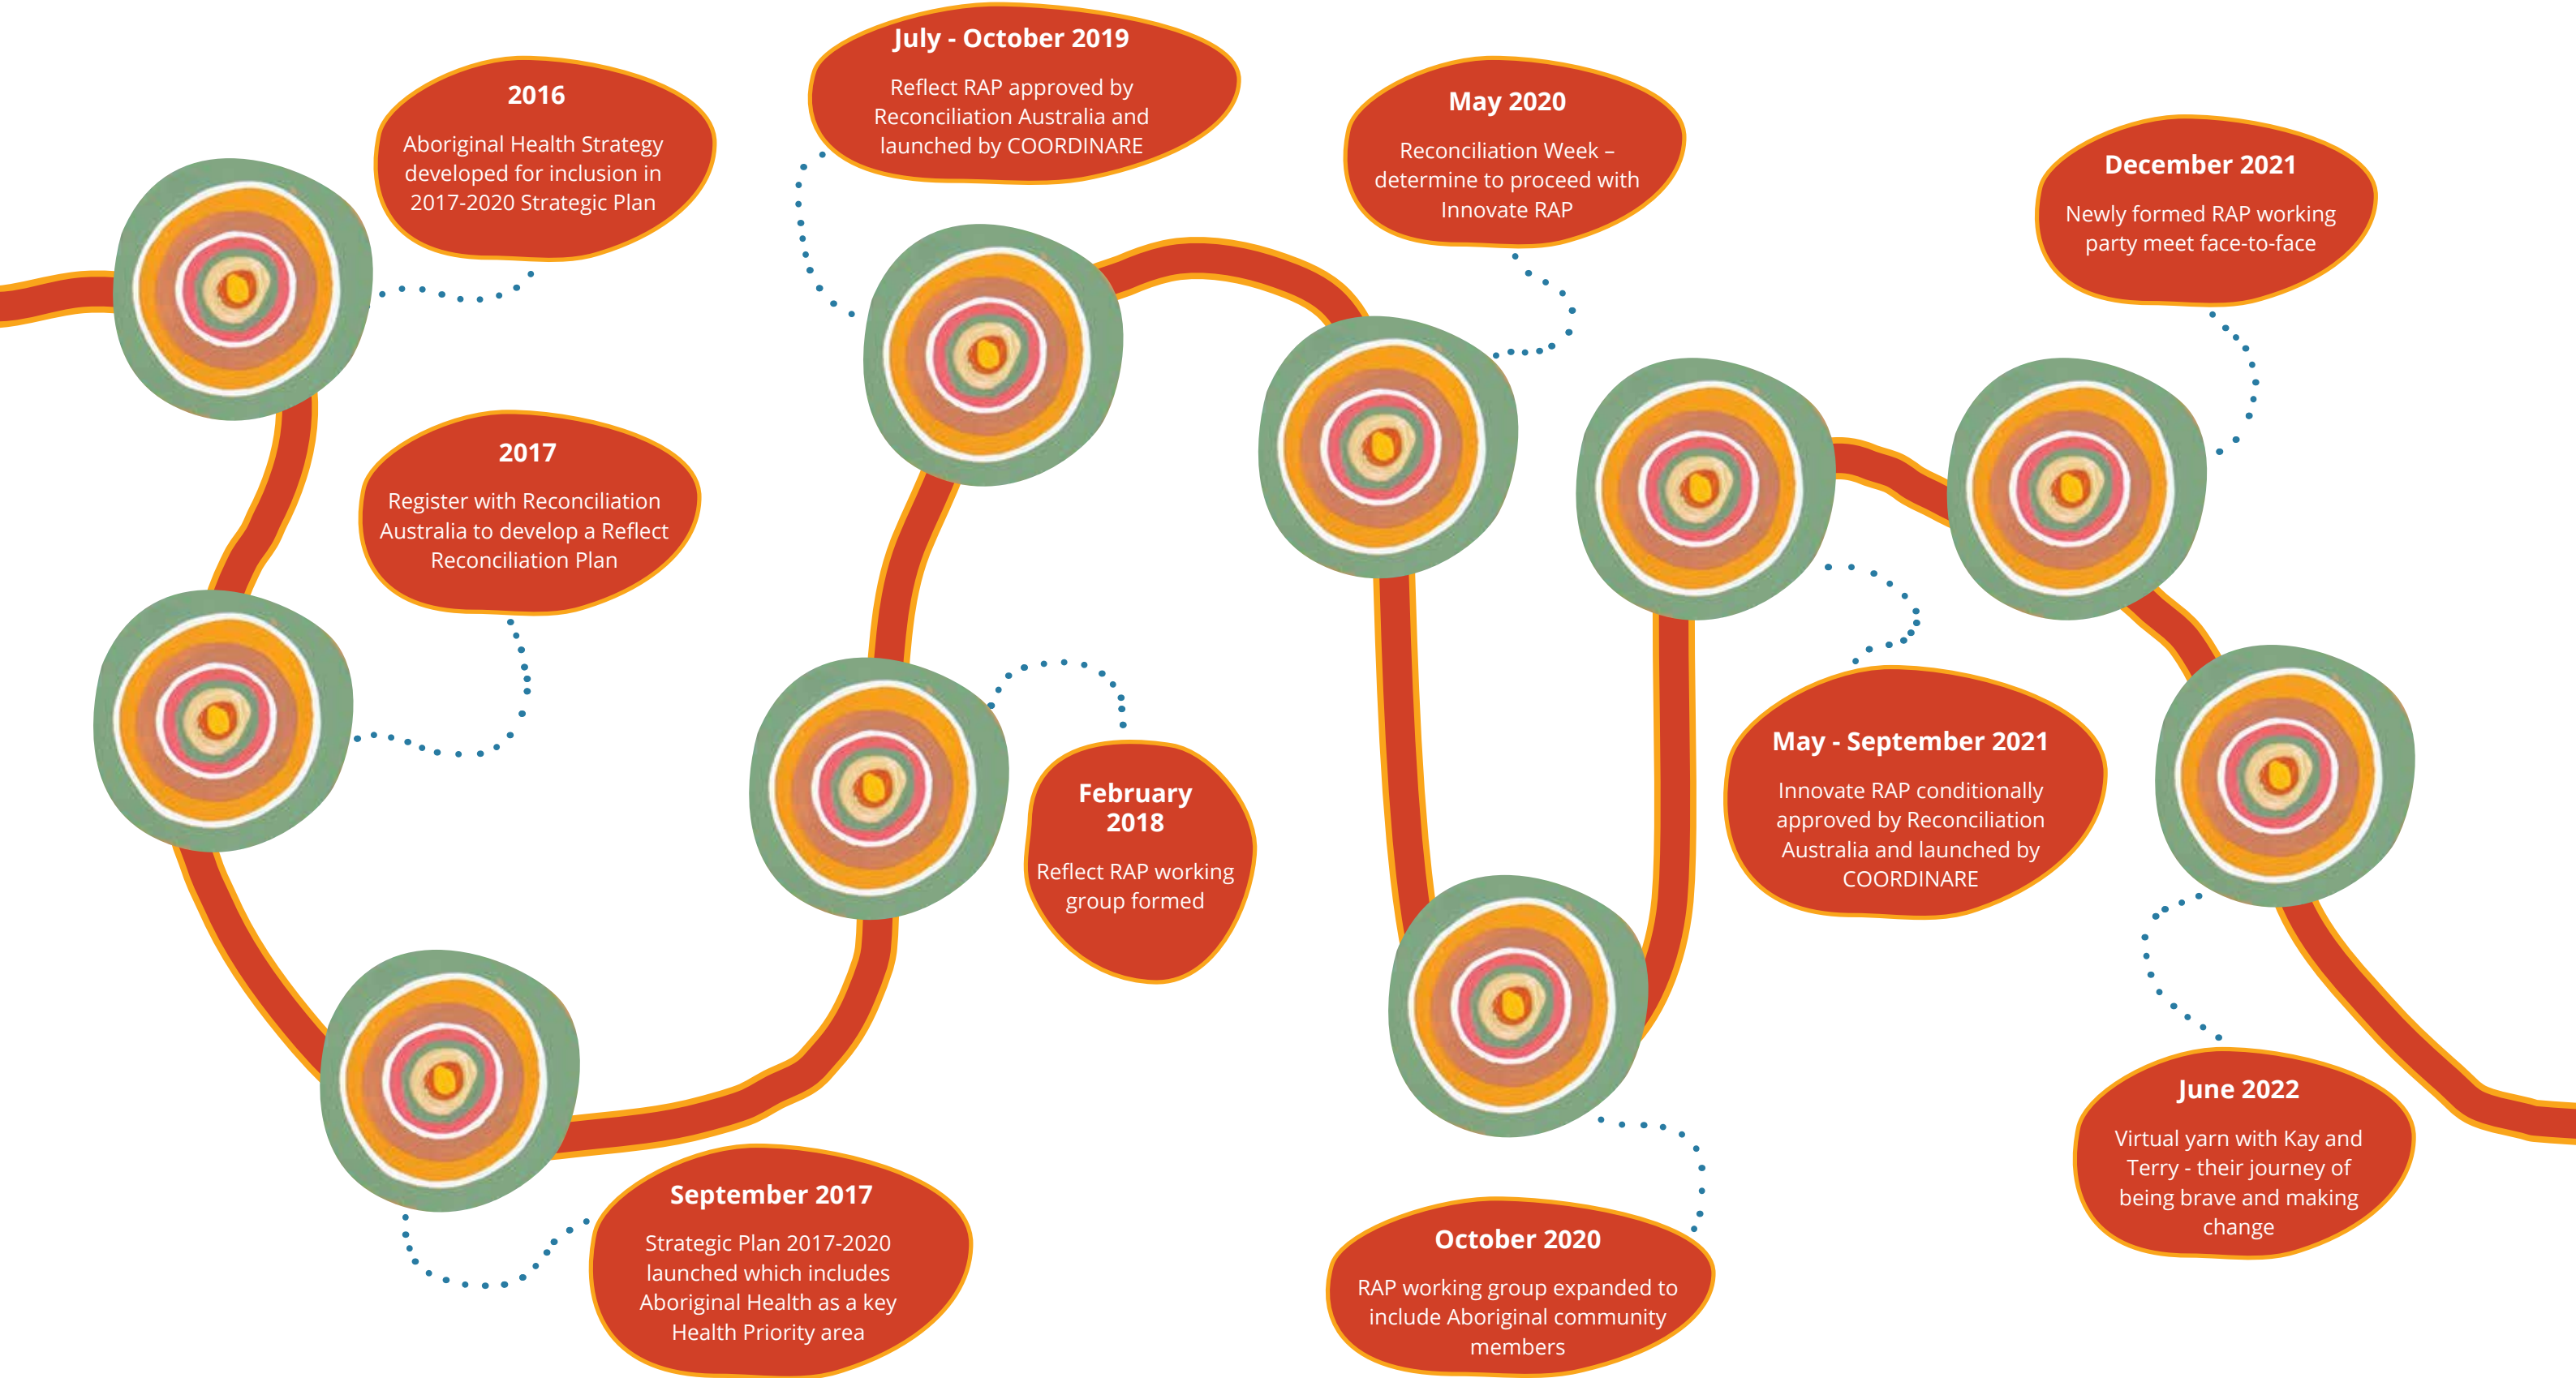 2016
Aboriginal Health Strategy
developed for inclusion in
2017-2020 Strategic Plan
2017
Register with Reconciliation
Australia to develop a Reflect
Reconciliation Plan
September 2017
Strategic Plan 2017-2020
launched which includes
Aboriginal Health as a key
Health Priority area
February
2018
Reflect RAP working
group formed
July - October 2019
Reflect RAP approved by
Reconciliation Australia and
launched by COORDINARE
May 2020
Reconciliation Week –
determine to proceed with
Innovate RAP
October 2020
RAP working group expanded to
include Aboriginal community
members
May - September 2021
Innovate RAP conditionally
approved by Reconciliation
Australia and launched by
COORDINARE
December 2021
Newly formed RAP working
party meet face-to-face
June 2022
Virtual yarn with Kay and
Terry - their journey of
being brave and making
change